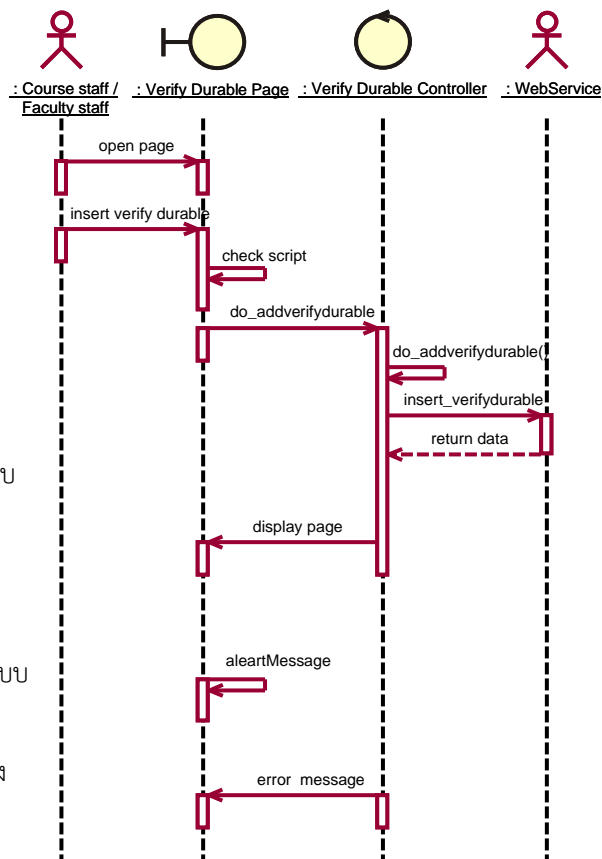 : Course staff /
Faculty staff
: Verify Durable Page
: Verify Durable Controller
: WebService
open page
insert verify durable
check script
do_addverifydurable
do_addverifydurable()
insert_verifydurable
return data
display page
aleartMessage
error message